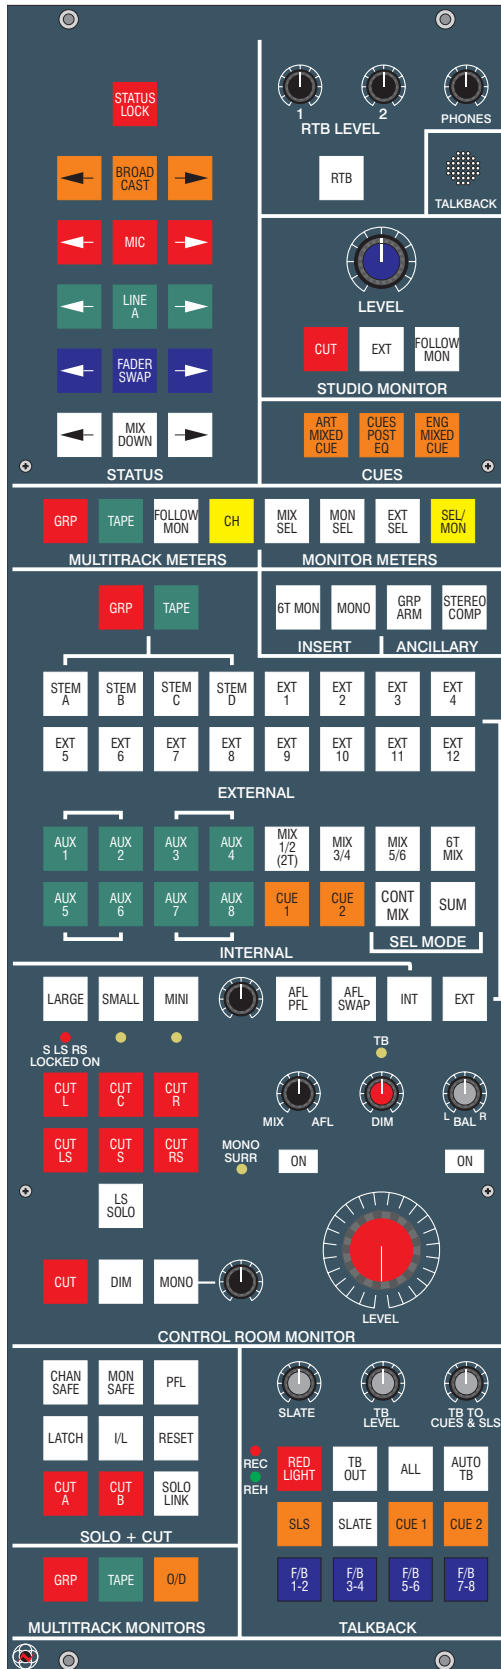 STATUS
LOCK
BROAD
CAST
MIC
LINE
A
FADER
SWAP
MIX
DOWN
STATUS
1
2
RTB LEVEL
PHONES
RTB
TALKBACK
LEVEL
CUT
EXT
FOLLOW
MON
STUDIO MONITOR
ART
MIXED
CUE
CUES
POST
EQ
ENG
MIXED
CUE
CUES
GRP
TAPE
FOLLOW
MON
CH
MULTITRACK METERS
MIX
SEL
MON
SEL
EXT
SEL
SEL/
MON
MONITOR METERS
GRP
TAPE
6T MON
MONO
GRP
ARM
STEREO
COMP
INSERT
ANCILLARY
STEM
A
STEM
B
STEM
C
STEM
D
EXT
1
EXT
2
EXT
3
EXT
4
EXT
5
EXT
6
EXT
7
EXT
8
EXT
9
EXT
10
EXT
11
EXT
12
EXTERNAL
AUX
1
AUX
2
AUX
3
AUX
4
MIX
1/2
(2T)
MIX
3/4
MIX
5/6
6T
MIX
AUX
5
AUX
6
AUX
7
AUX
8
CUE
1
CUE
2
CONT
MIX
SUM
SEL MODE
INTERNAL
LARGE
SMALL
MINI
AFL
PFL
AFL
SWAP
INT
EXT
S LS RS
LOCKED ON
TB
CUT
L
CUT
C
CUT
R
MIX
AFL
DIM
L
BAL
R
CUT
LS
CUT
S
CUT
RS
MONO
SURR
ON
ON
LS
SOLO
CUT
DIM
MONO
LEVEL
CONTROL ROOM MONITOR
CHAN
SAFE
MON
SAFE
PFL
LATCH
I/L
RESET
CUT
A
CUT
B
SOLO
LINK
SOLO + CUT
GRP
TAPE
O/D
MULTITRACK MONITORS
SLATE
TB
LEVEL
TB TO
CUES & SLS
REC
REH
RED
LIGHT
TB
OUT
ALL
AUTO
TB
SLS
SLATE
CUE 1
CUE 2
F/B
1-2
F/B
3-4
F/B
5-6
F/B
7-8
TALKBACK